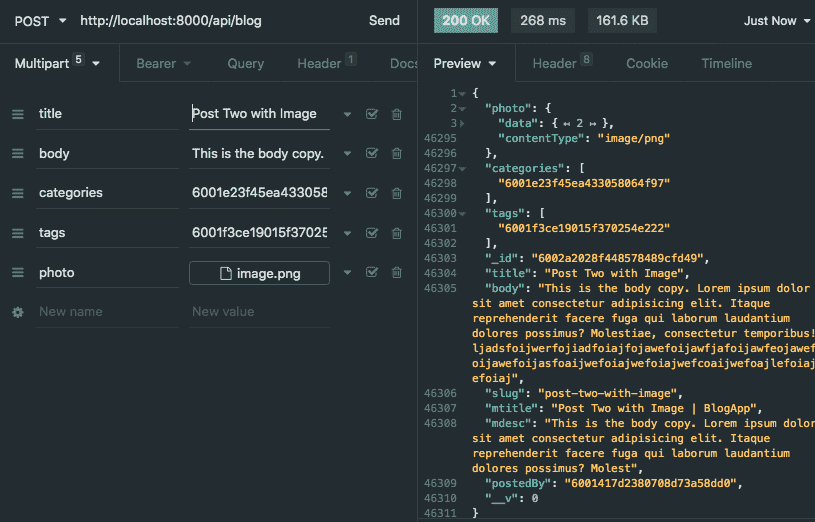 POST http://localhost:8000/api/blog Send 200 OK 268 ms 161.6 KB Just Now
Multipart 5 Bearer Query Header 1 Docs Preview Header 8 Cookie Timeline
title Post Two with Image
body This is the body copy.
categories 6001e23f45ea433058
tags 6001f3ce19015f37025
photo image.png
New name New value
1 {
2 "photo": {
3 "data": { ↤ 2 ↦ },
46295 "contentType": "image/png"
46296 },
46297 "categories": [
46298 "6001e23f45ea433058064f97"
46299 ],
46300 "tags": [
46301 "6001f3ce19015f370254e222"
46302 ],
46303 "_id": "6002a2028f448578489cfd49",
46304 "title": "Post Two with Image",
46305 "body": "This is the body copy. Lorem ipsum dolor
sit amet consectetur adipisicing elit. Itaque
reprehenderit facere fuga qui laborum laudantium
dolores possimus? Molestiae, consectetur temporibus!
ljadsfoijwerfojiadfoiajfojawefoijawfjafoijawfeojawef
oijawefoijasfoaijwefoiajwefoiajwefcoaijwefoajlefoiaj
efoiaj",
46306 "slug": "post-two-with-image",
46307 "mtitle": "Post Two with Image | BlogApp",
46308 "mdesc": "This is the body copy. Lorem ipsum dolor
sit amet consectetur adipisicing elit. Itaque
reprehenderit facere fuga qui laborum laudantium
dolores possimus? Molest",
46309 "postedBy": "6001417d2380708d73a58dd0",
46310 "__v": 0
46311 }